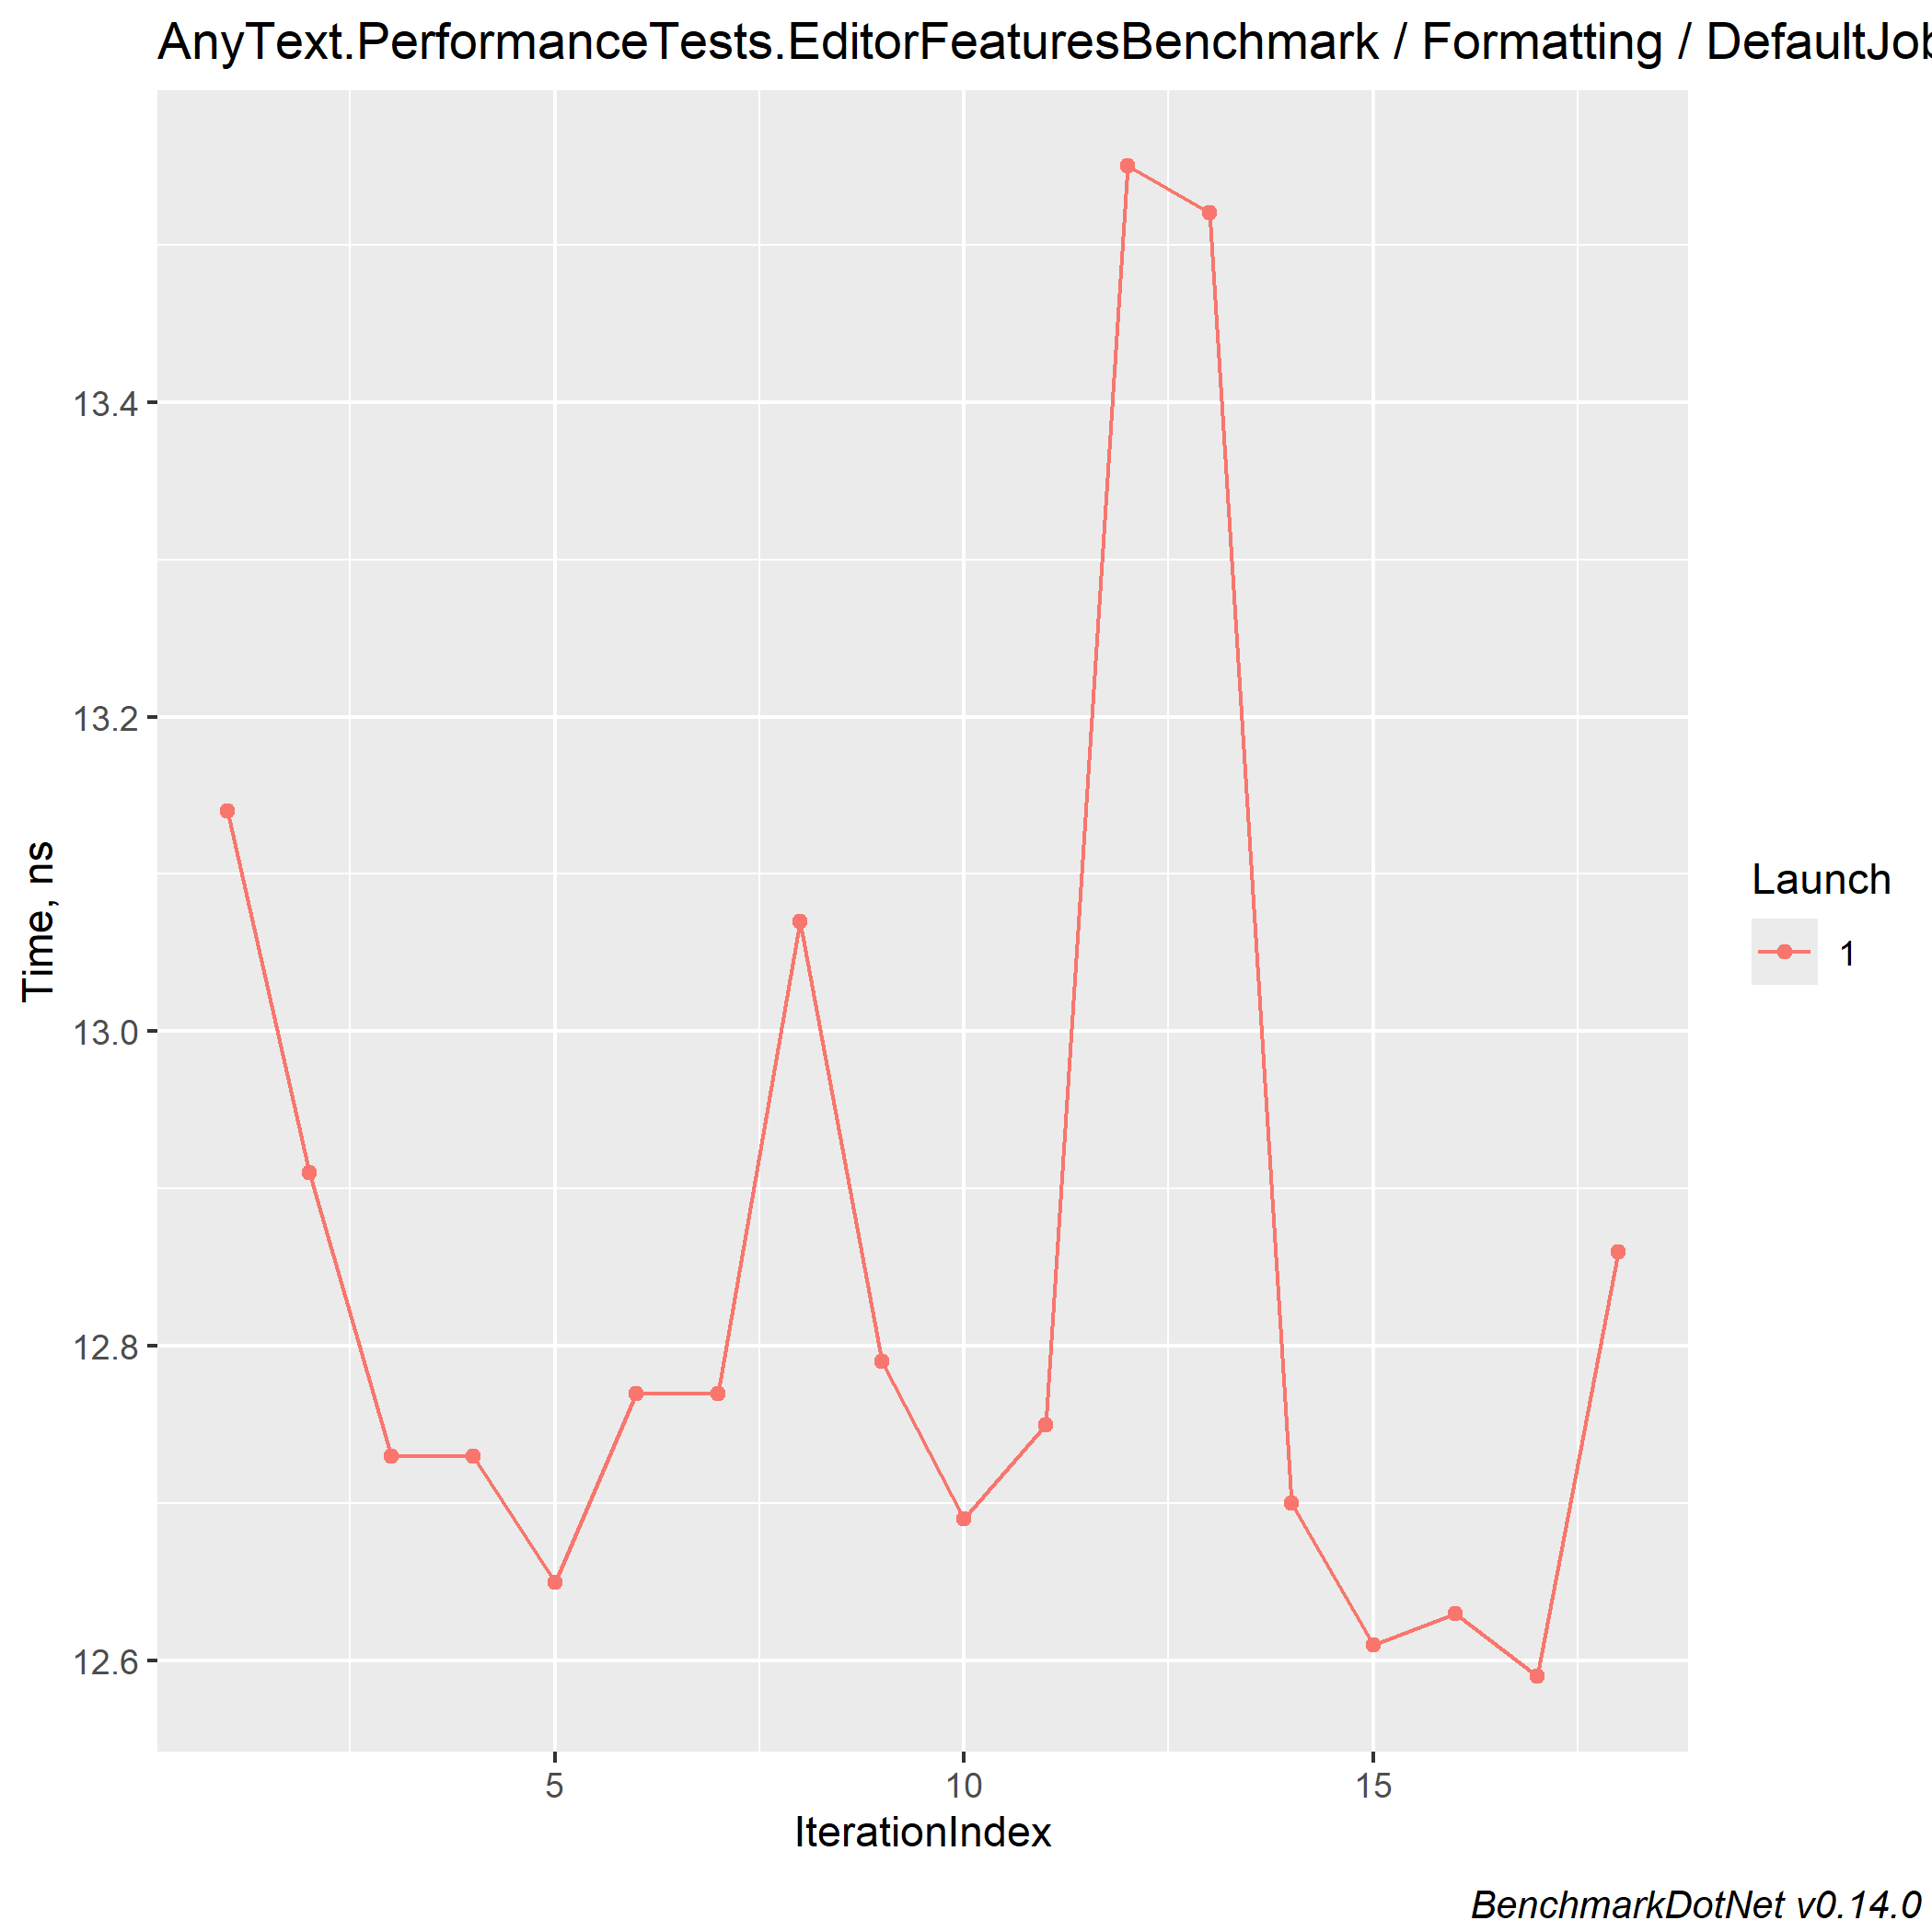 AnyText.PerformanceTests.EditorFeaturesBenchmark / Formatting / DefaultJob
13.4
13.2
13.0
12.8
12.6
Time, ns
5 10 15
IterationIndex
Launch
1
BenchmarkDotNet v0.14.0